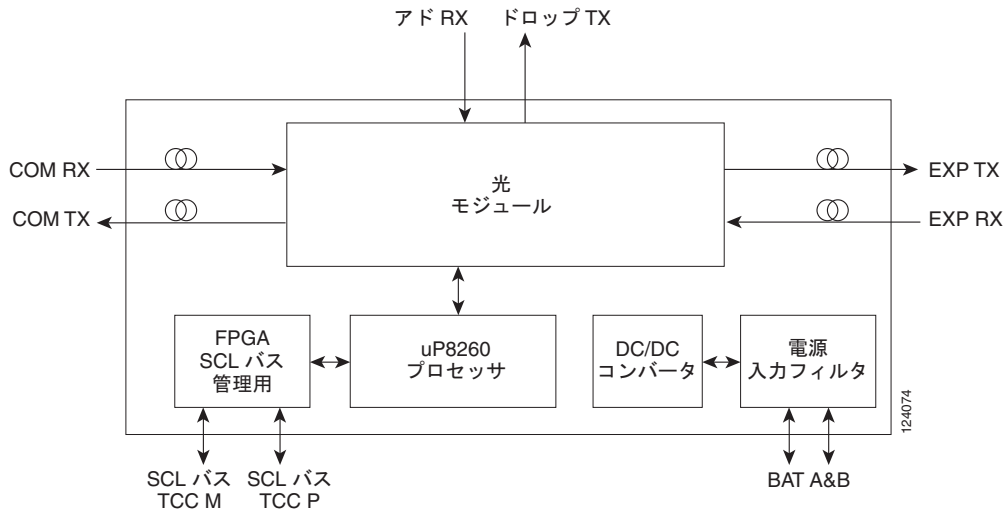 アド RX
ドロップ TX
COM RX
COM TX
光
モジュール
EXP TX
EXP RX
FPGA
SCL バス
管理用
uP8260
プロセッサ
DC/DC
コンバータ
電源
入力フィルタ
SCL バス
TCC M
SCL バス
TCC P
BAT A&B
124074